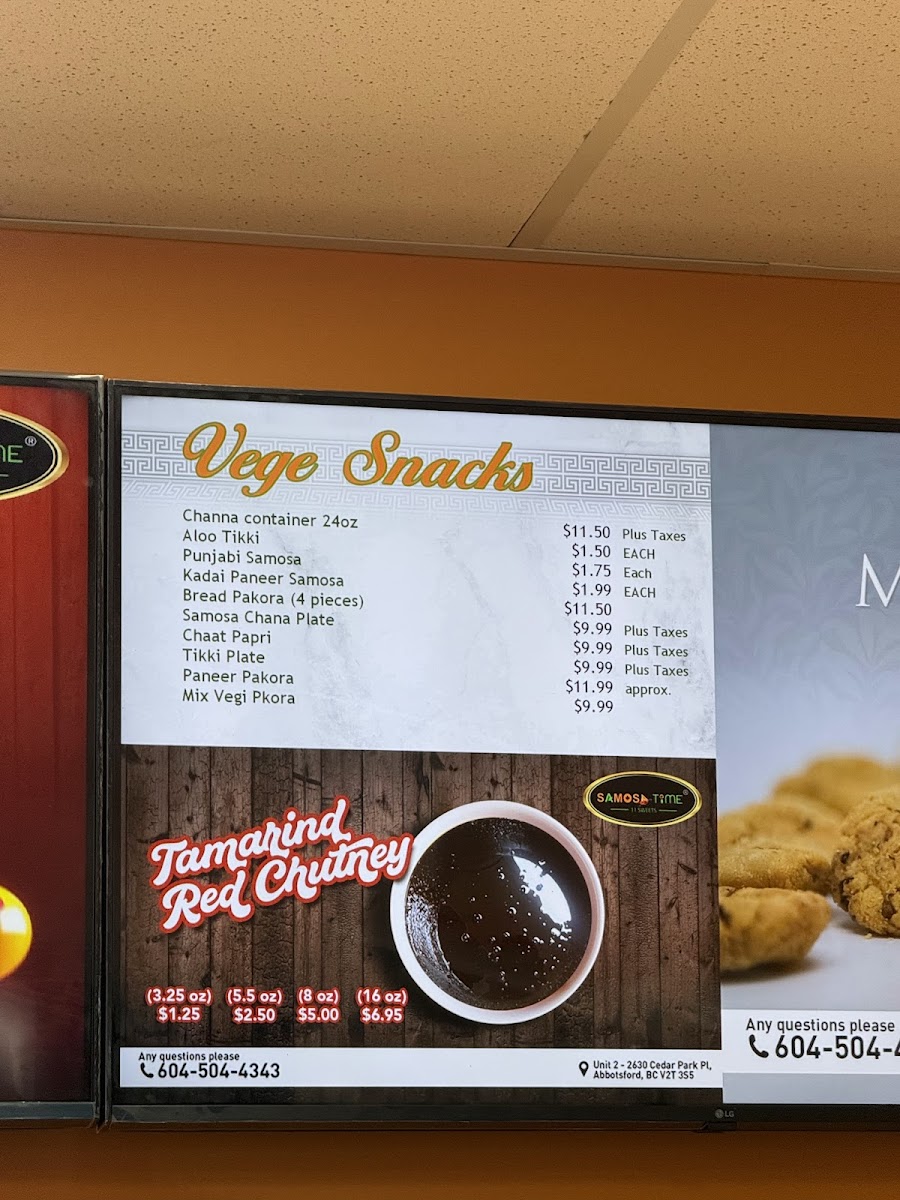 ME®
Vege Snacks
Channa container 24oz $11.50 Plus Taxes
Aloo Tikki $1.50 EACH
Punjabi Samosa $1.75 Each
Kadai Paneer Samosa $1.99 EACH
Bread Pakora (4 pieces) $11.50
Samosa Chana Plate $9.99 Plus Taxes
Chaat Papri $9.99 Plus Taxes
Tikki Plate $9.99 Plus Taxes
Paneer Pakora $11.99 approx.
Mix Vegi Pkora $9.99
SAMOSA TIME®
Tamarind
Red Chutney
(3.25 oz) (5.5 oz) (8 oz) (16 oz)
$1.25 $2.50 $5.00 $6.95
Any questions please
604-504-4343
Unit 2 - 2630 Cedar Park Pl,
Abbotsford, BC V2T 3S5
M
Any questions please
604-504-4
LG